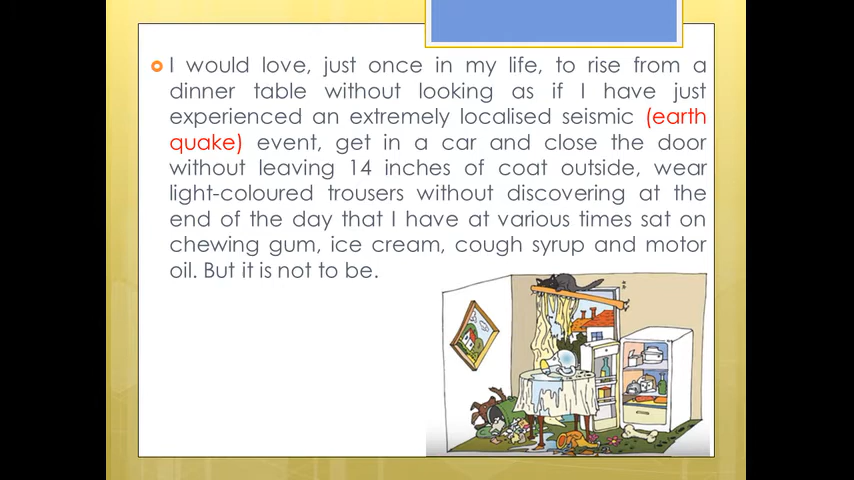 I would love, just once in my life, to rise from a
dinner table without looking as if I have just
experienced an extremely localised seismic (earth
quake) event, get in a car and close the door
without leaving 14 inches of coat outside, wear
light-coloured trousers without discovering at the
end of the day that I have at various times sat on
chewing gum, ice cream, cough syrup and motor
oil. But it is not to be.